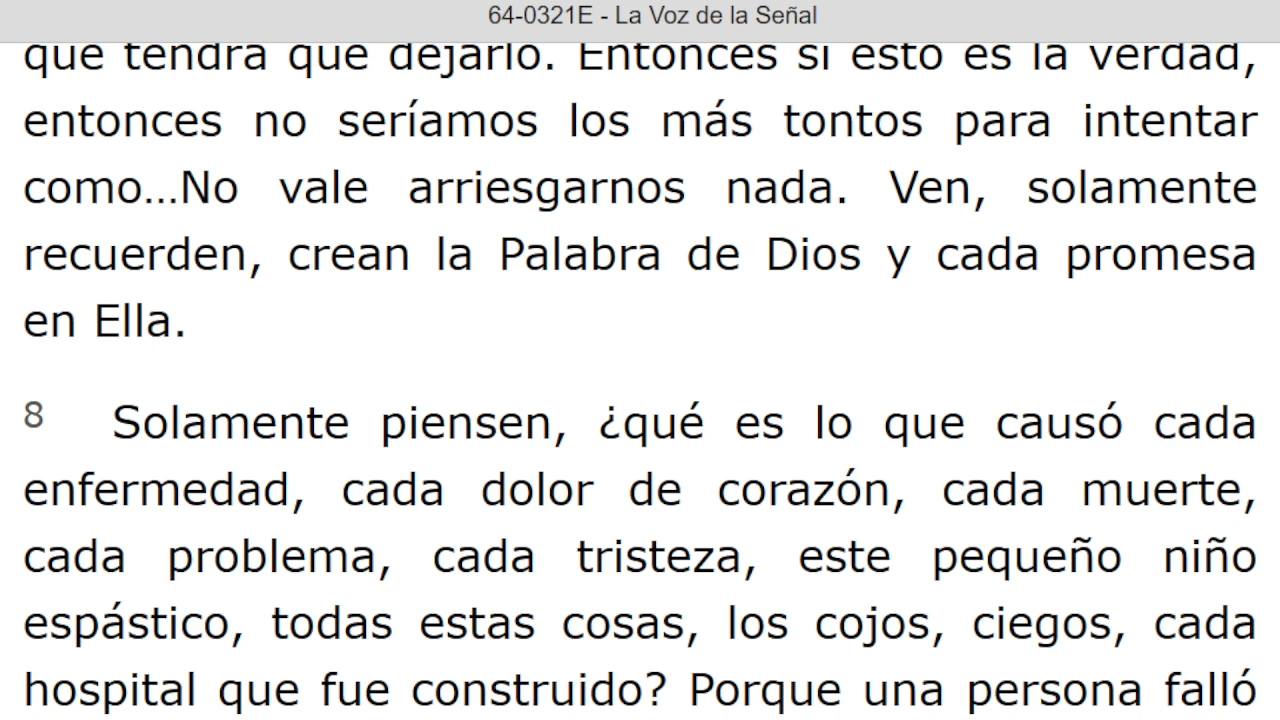 64-0321E - La Voz de la Señal
que tendrá que dejarlo. Entonces si esto es la verdad,
entonces no seríamos los más tontos para intentar
como...No vale arriesgarnos nada. Ven, solamente
recuerden, crean la Palabra de Dios y cada promesa
en Ella.
8 Solamente piensen, ¿qué es lo que causó cada
enfermedad, cada dolor de corazón, cada muerte,
cada problema, cada tristeza, este pequeño niño
espástico, todas estas cosas, los cojos, ciegos, cada
hospital que fue construido? Porque una persona falló